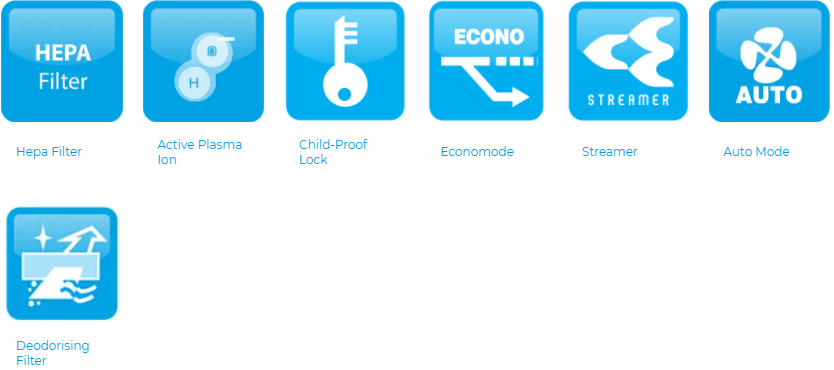 HEPA
Filter
O
H
ECONO
STREAMER
AUTO
Hepa Filter
Active Plasma
Ion
Child-Proof
Lock
Economode
Streamer
Auto Mode
Deodorising
Filter